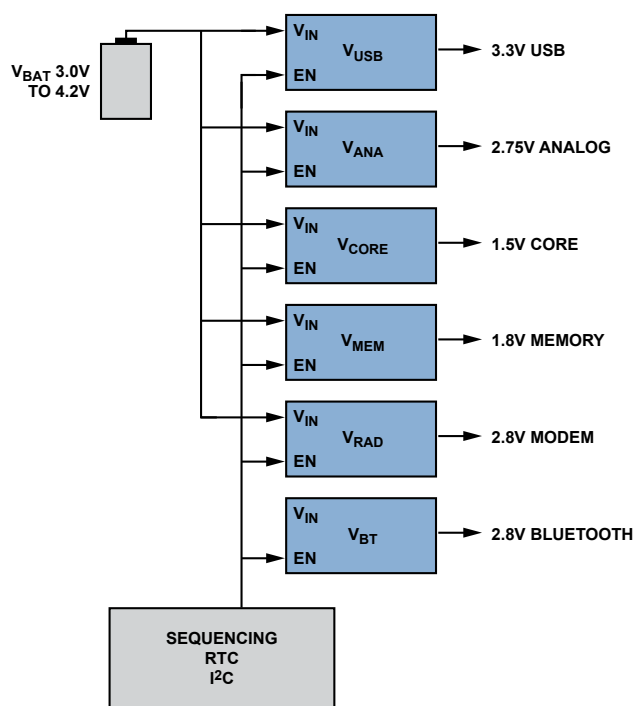 V_BAT 3.0V
TO 4.2V
V_IN
EN
V_USB
3.3V USB
V_IN
EN
V_ANA
2.75V ANALOG
V_IN
EN
V_CORE
1.5V CORE
V_IN
EN
V_MEM
1.8V MEMORY
V_IN
EN
V_RAD
2.8V MODEM
V_IN
EN
V_BT
2.8V BLUETOOTH
SEQUENCING
RTC
I²C